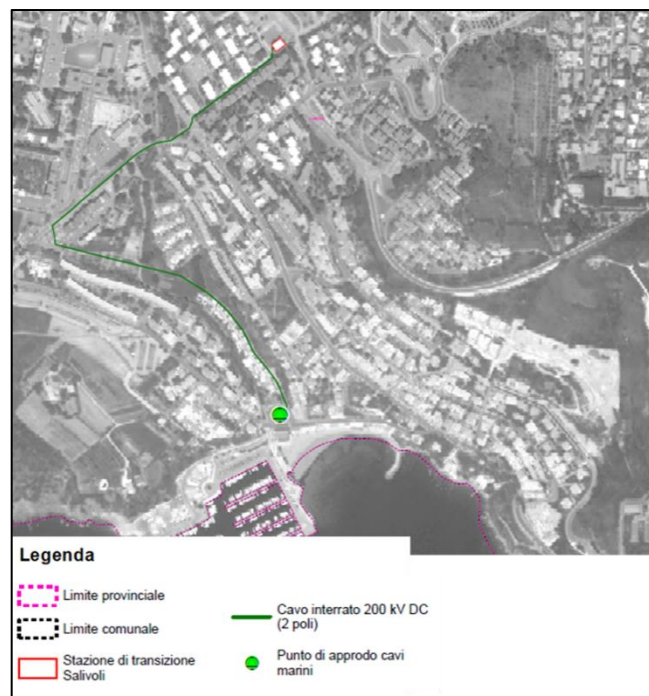 Legenda
Limite provinciale
Limite comunale
Stazione di transizione
Salivoli
Cavo interrato 200 kV DC
(2 poli)
Punto di approdo cavi
marini